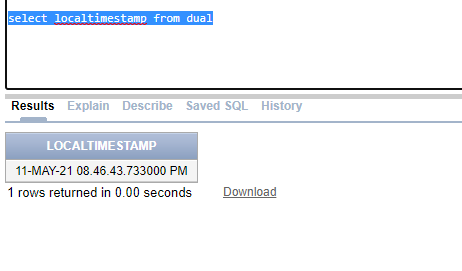 select localtimestamp from dual
Results Explain Describe Saved SQL History
LOCALTIMESTAMP
11-MAY-21 08.46.43.733000 PM
1 rows returned in 0.00 seconds Download